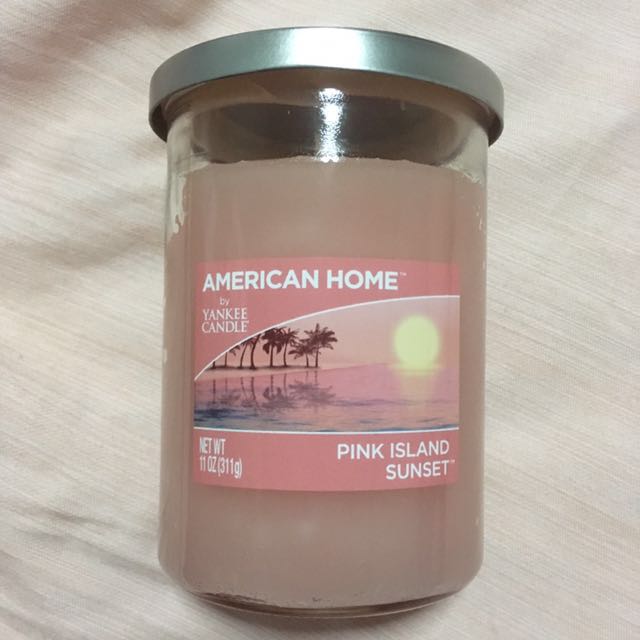 AMERICAN HOME™
by
YANKEE
CANDLE®
NET WT
11 OZ (311g)
PINK ISLAND
SUNSET™